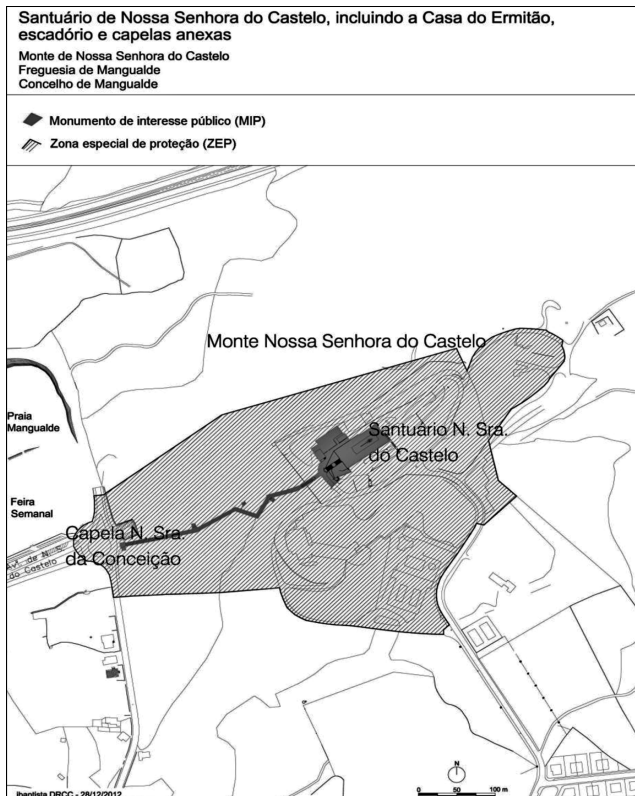 Santuário de Nossa Senhora do Castelo, incluindo a Casa do Ermitão,
escadório e capelas anexas
Monte de Nossa Senhora do Castelo
Freguesia de Mangualde
Concelho de Mangualde
Monumento de interesse público (MIP)
Zona especial de proteção (ZEP)
Monte Nossa Senhora do Castelo
Praia
Mangualde
Santuário N. Sra.
do Castelo
Feira
Semanal
Capela N. Sra.
da Conceição
Av. de N. S.
do Castelo
N
0 50 100 m
jbaptista DRCC - 28/12/2012